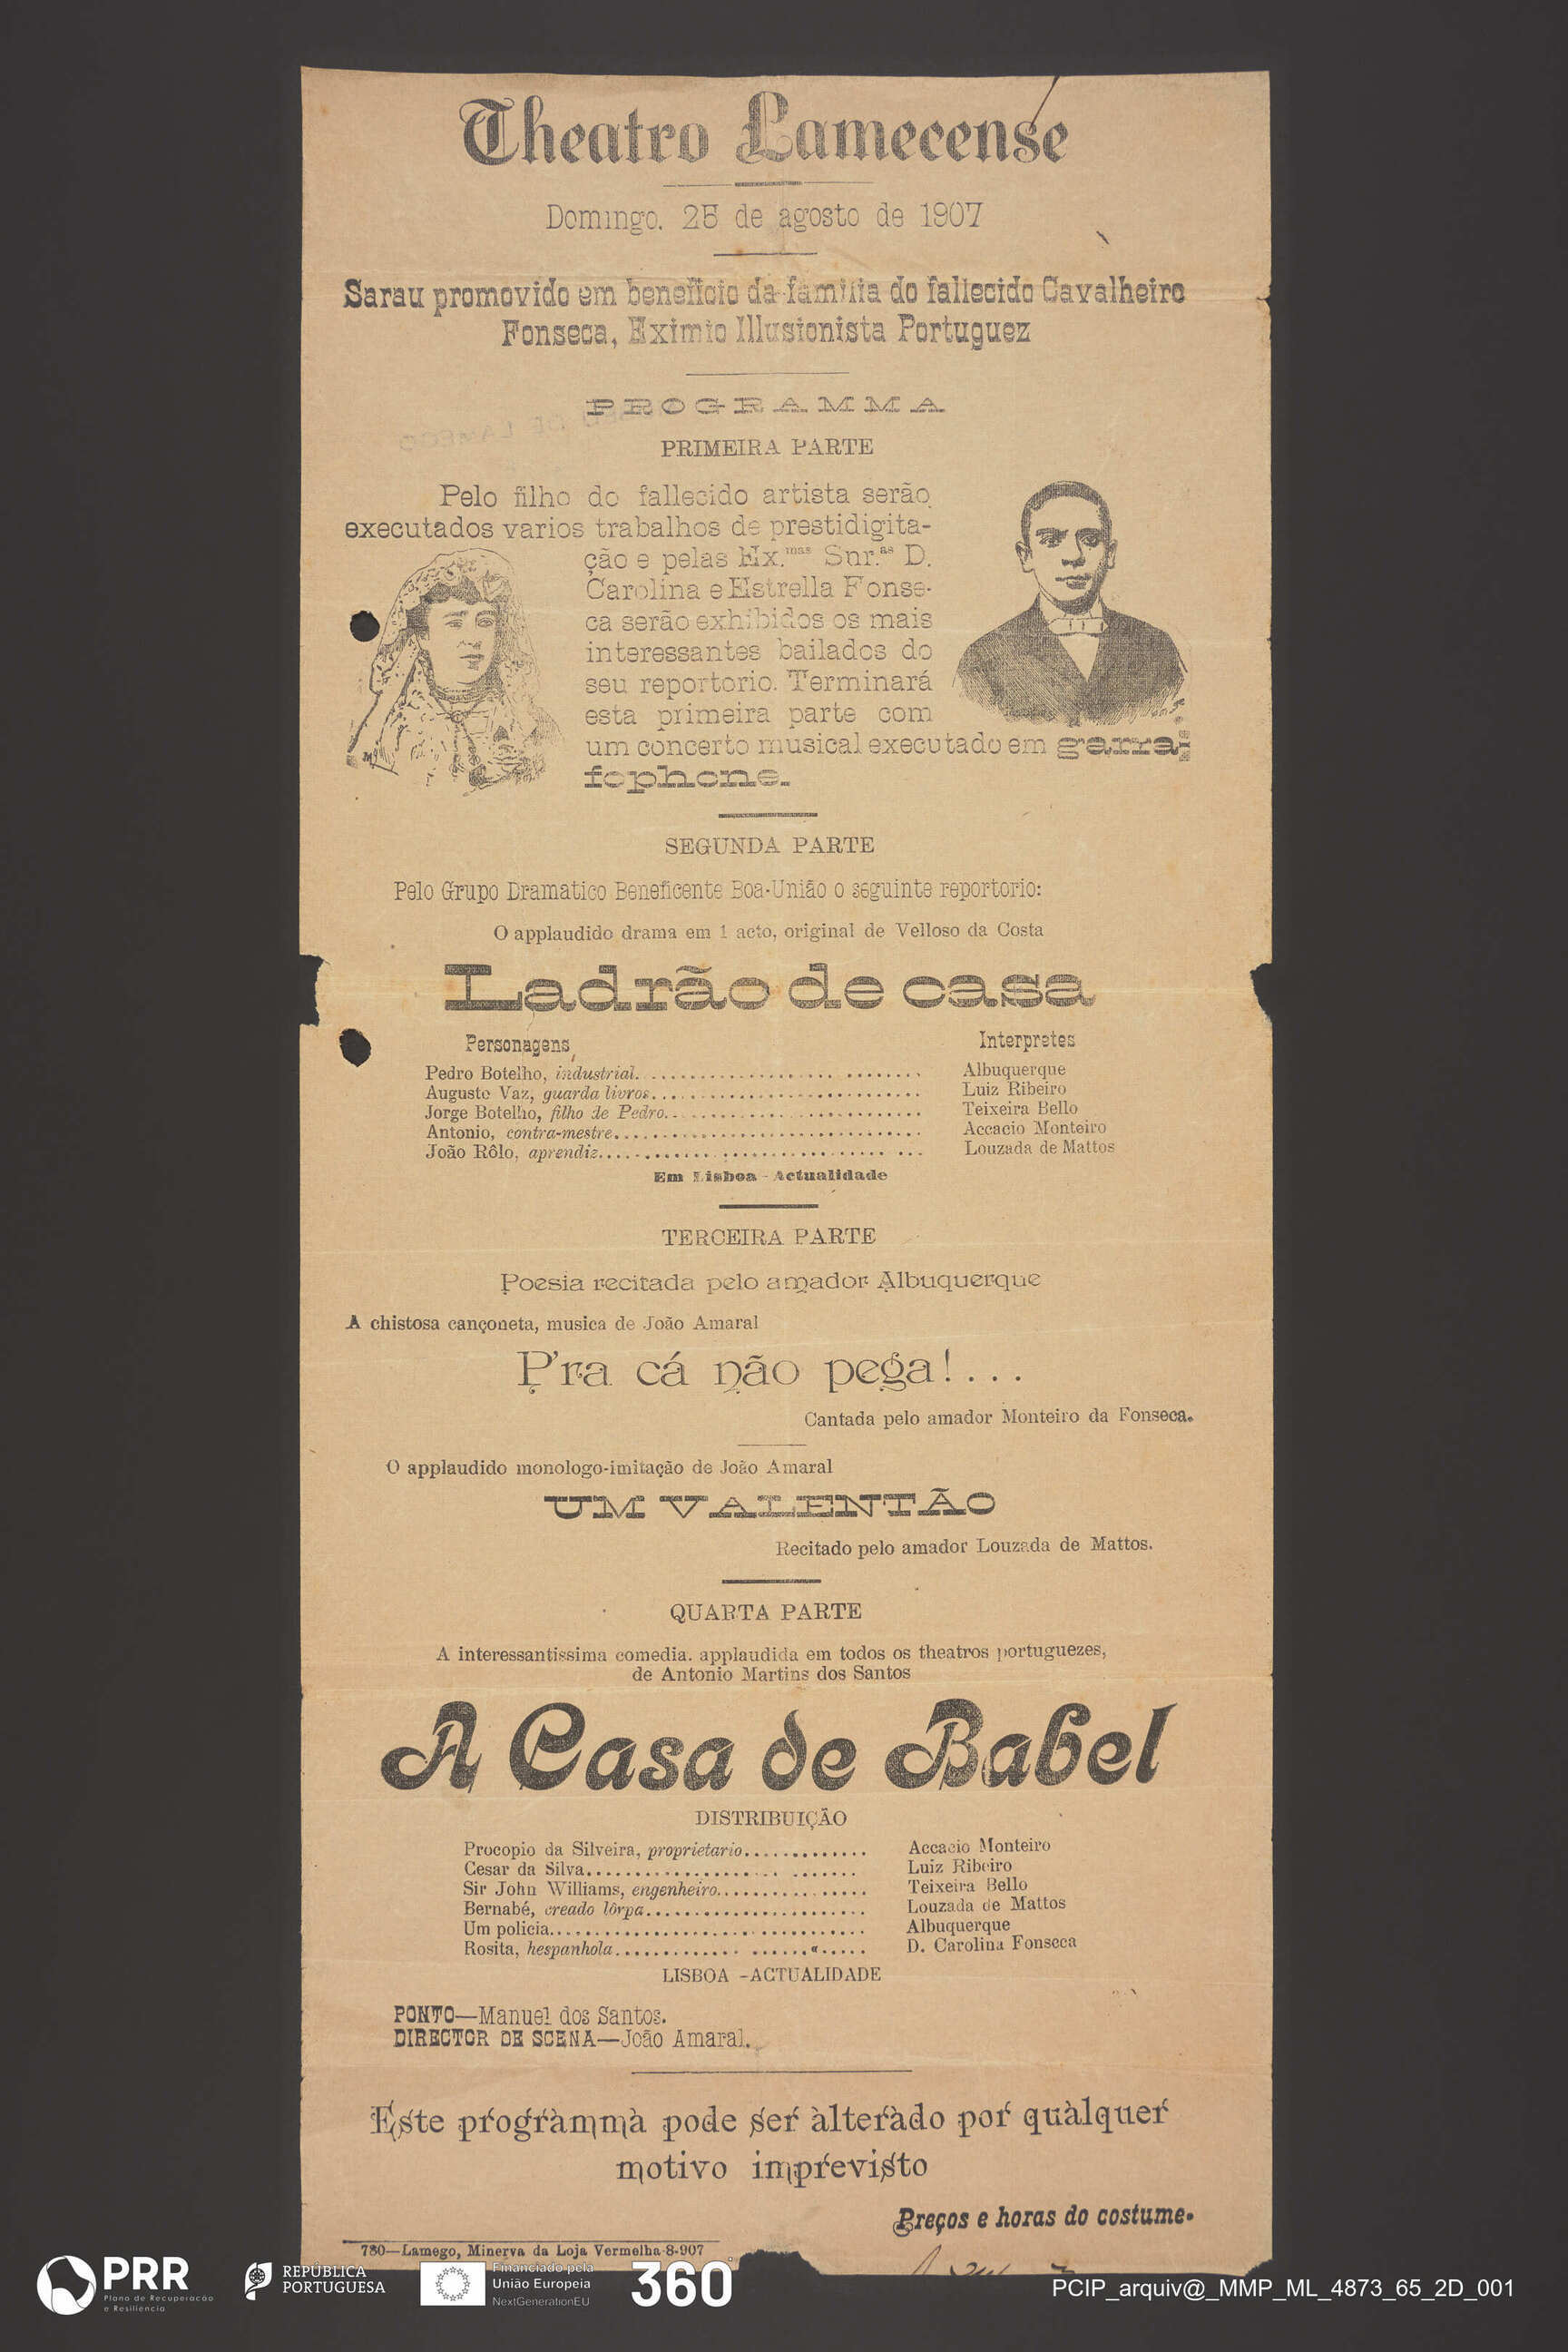 Theatro Lamecense
Domingo, 25 de agosto de 1907
Sarau promovido em beneficio da familia do fallecido Cavalheiro
Fonseca, Eximio Illusionista Portuguez
PROGRAMMA
PRIMEIRA PARTE
Pelo filho do fallecido artista serão
executados varios trabalhos de prestidigita-
ção e pelas Ex.mas Snr.as D.
Carolina e Estrella Fonse-
ca serão exhibidos os mais
interessantes bailados do
seu reportorio. Terminará
esta primeira parte com
um concerto musical executado em garra-
fophone.
SEGUNDA PARTE
Pelo Grupo Dramatico Beneficente Boa-União o seguinte reportorio:
O applaudido drama em 1 acto, original de Velloso da Costa
Ladrão de casa
Personagens Interpretes
Pedro Botelho, industrial. Albuquerque
Augusto Vaz, guarda livros. Luiz Ribeiro
Jorge Botelho, filho de Pedro. Teixeira Bello
Antonio, contra-mestre. Accacio Monteiro
João Rôlo, aprendiz. Louzada de Mattos
Em Lisboa - Actualidade
TERCEIRA PARTE
Poesia recitada pelo amador Albuquerque
A chistosa cançoneta, musica de João Amaral
P'ra cá não pega!...
Cantada pelo amador Monteiro da Fonseca.
O applaudido monologo-imitação de João Amaral
UM VALENTÃO
Recitado pelo amador Louzada de Mattos.
QUARTA PARTE
A interessantissima comedia. applaudida em todos os theatros portuguezes,
de Antonio Martins dos Santos
A Casa de Babel
DISTRIBUIÇÃO
Procopio da Silveira, proprietario. Accacio Monteiro
Cesar da Silva. Luiz Ribeiro
Sir John Williams, engenheiro. Teixeira Bello
Bernabé, creado lôrpa. Louzada de Mattos
Um policia. Albuquerque
Rosita, hespanhola. D. Carolina Fonseca
LISBOA -ACTUALIDADE
PONTO—Manuel dos Santos.
DIRECTOR DE SCENA—João Amaral.
Este programma pode ser alterado por qualquer
motivo imprevisto
Preços e horas do costume.
780—Lamego, Minerva da Loja Vermelha-8-907
PRR
Plano de Recuperação
e Resiliência
REPÚBLICA
PORTUGUESA
Financiado pela
União Europeia
NextGenerationEU
360°
PCIP_arquiv@_MMP_ML_4873_65_2D_001